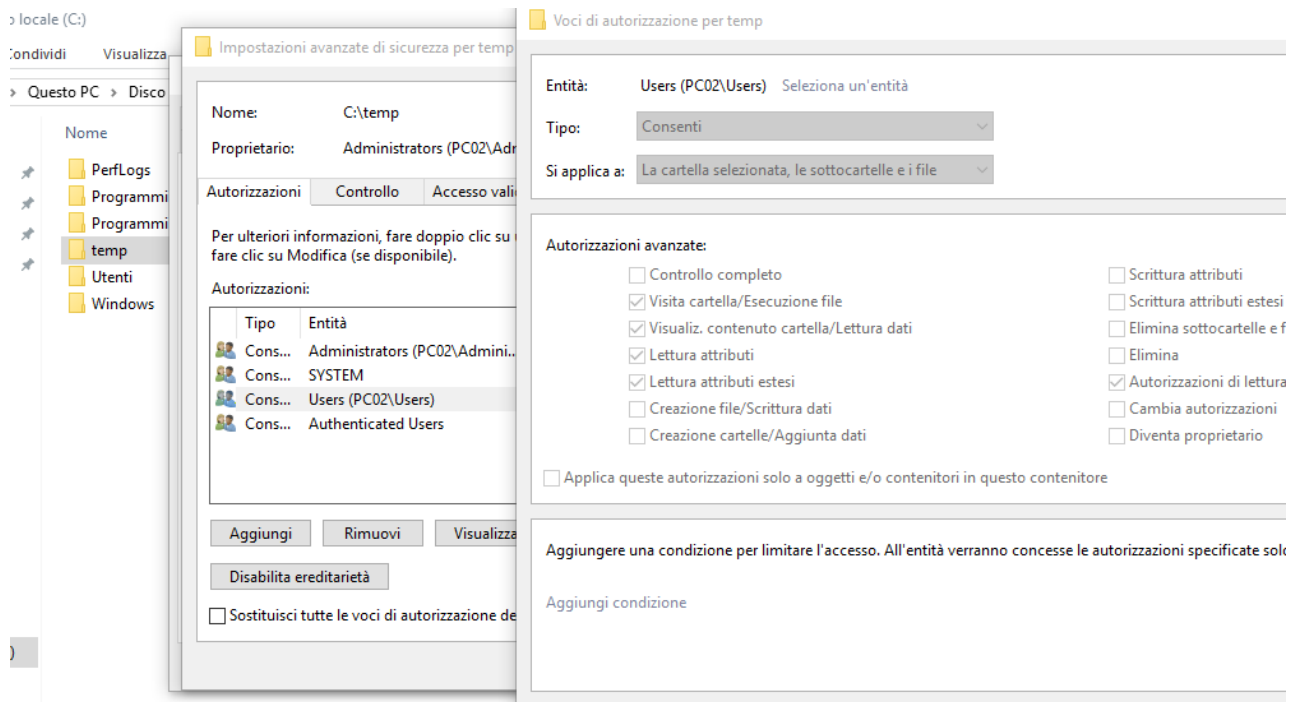 locale (C:)
Condividi Visualizza
Questo PC > Disco
Nome
PerfLogs
Programmi
Programmi
temp
Utenti
Windows
)
Impostazioni avanzate di sicurezza per temp
Nome: C:\temp
Proprietario: Administrators (PC02\Adr
Autorizzazioni Controllo Accesso vali
Per ulteriori informazioni, fare doppio clic su
fare clic su Modifica (se disponibile).
Autorizzazioni:
Tipo Entità
Cons... Administrators (PC02\Admini...
Cons... SYSTEM
Cons... Users (PC02\Users)
Cons... Authenticated Users
Aggiungi Rimuovi Visualizza
Disabilita ereditarietà
Sostituisci tutte le voci di autorizzazione de
Voci di autorizzazione per temp
Entità: Users (PC02\Users) Seleziona un'entità
Tipo: Consenti
Si applica a: La cartella selezionata, le sottocartelle e i file
Autorizzazioni avanzate:
Controllo completo Scrittura attributi
Visita cartella/Esecuzione file Scrittura attributi estesi
Visualiz. contenuto cartella/Lettura dati Elimina sottocartelle e f
Lettura attributi Elimina
Lettura attributi estesi Autorizzazioni di lettura
Creazione file/Scrittura dati Cambia autorizzazioni
Creazione cartelle/Aggiunta dati Diventa proprietario
Applica queste autorizzazioni solo a oggetti e/o contenitori in questo contenitore
Aggiungere una condizione per limitare l'accesso. All'entità verranno concesse le autorizzazioni specificate solo
Aggiungi condizione